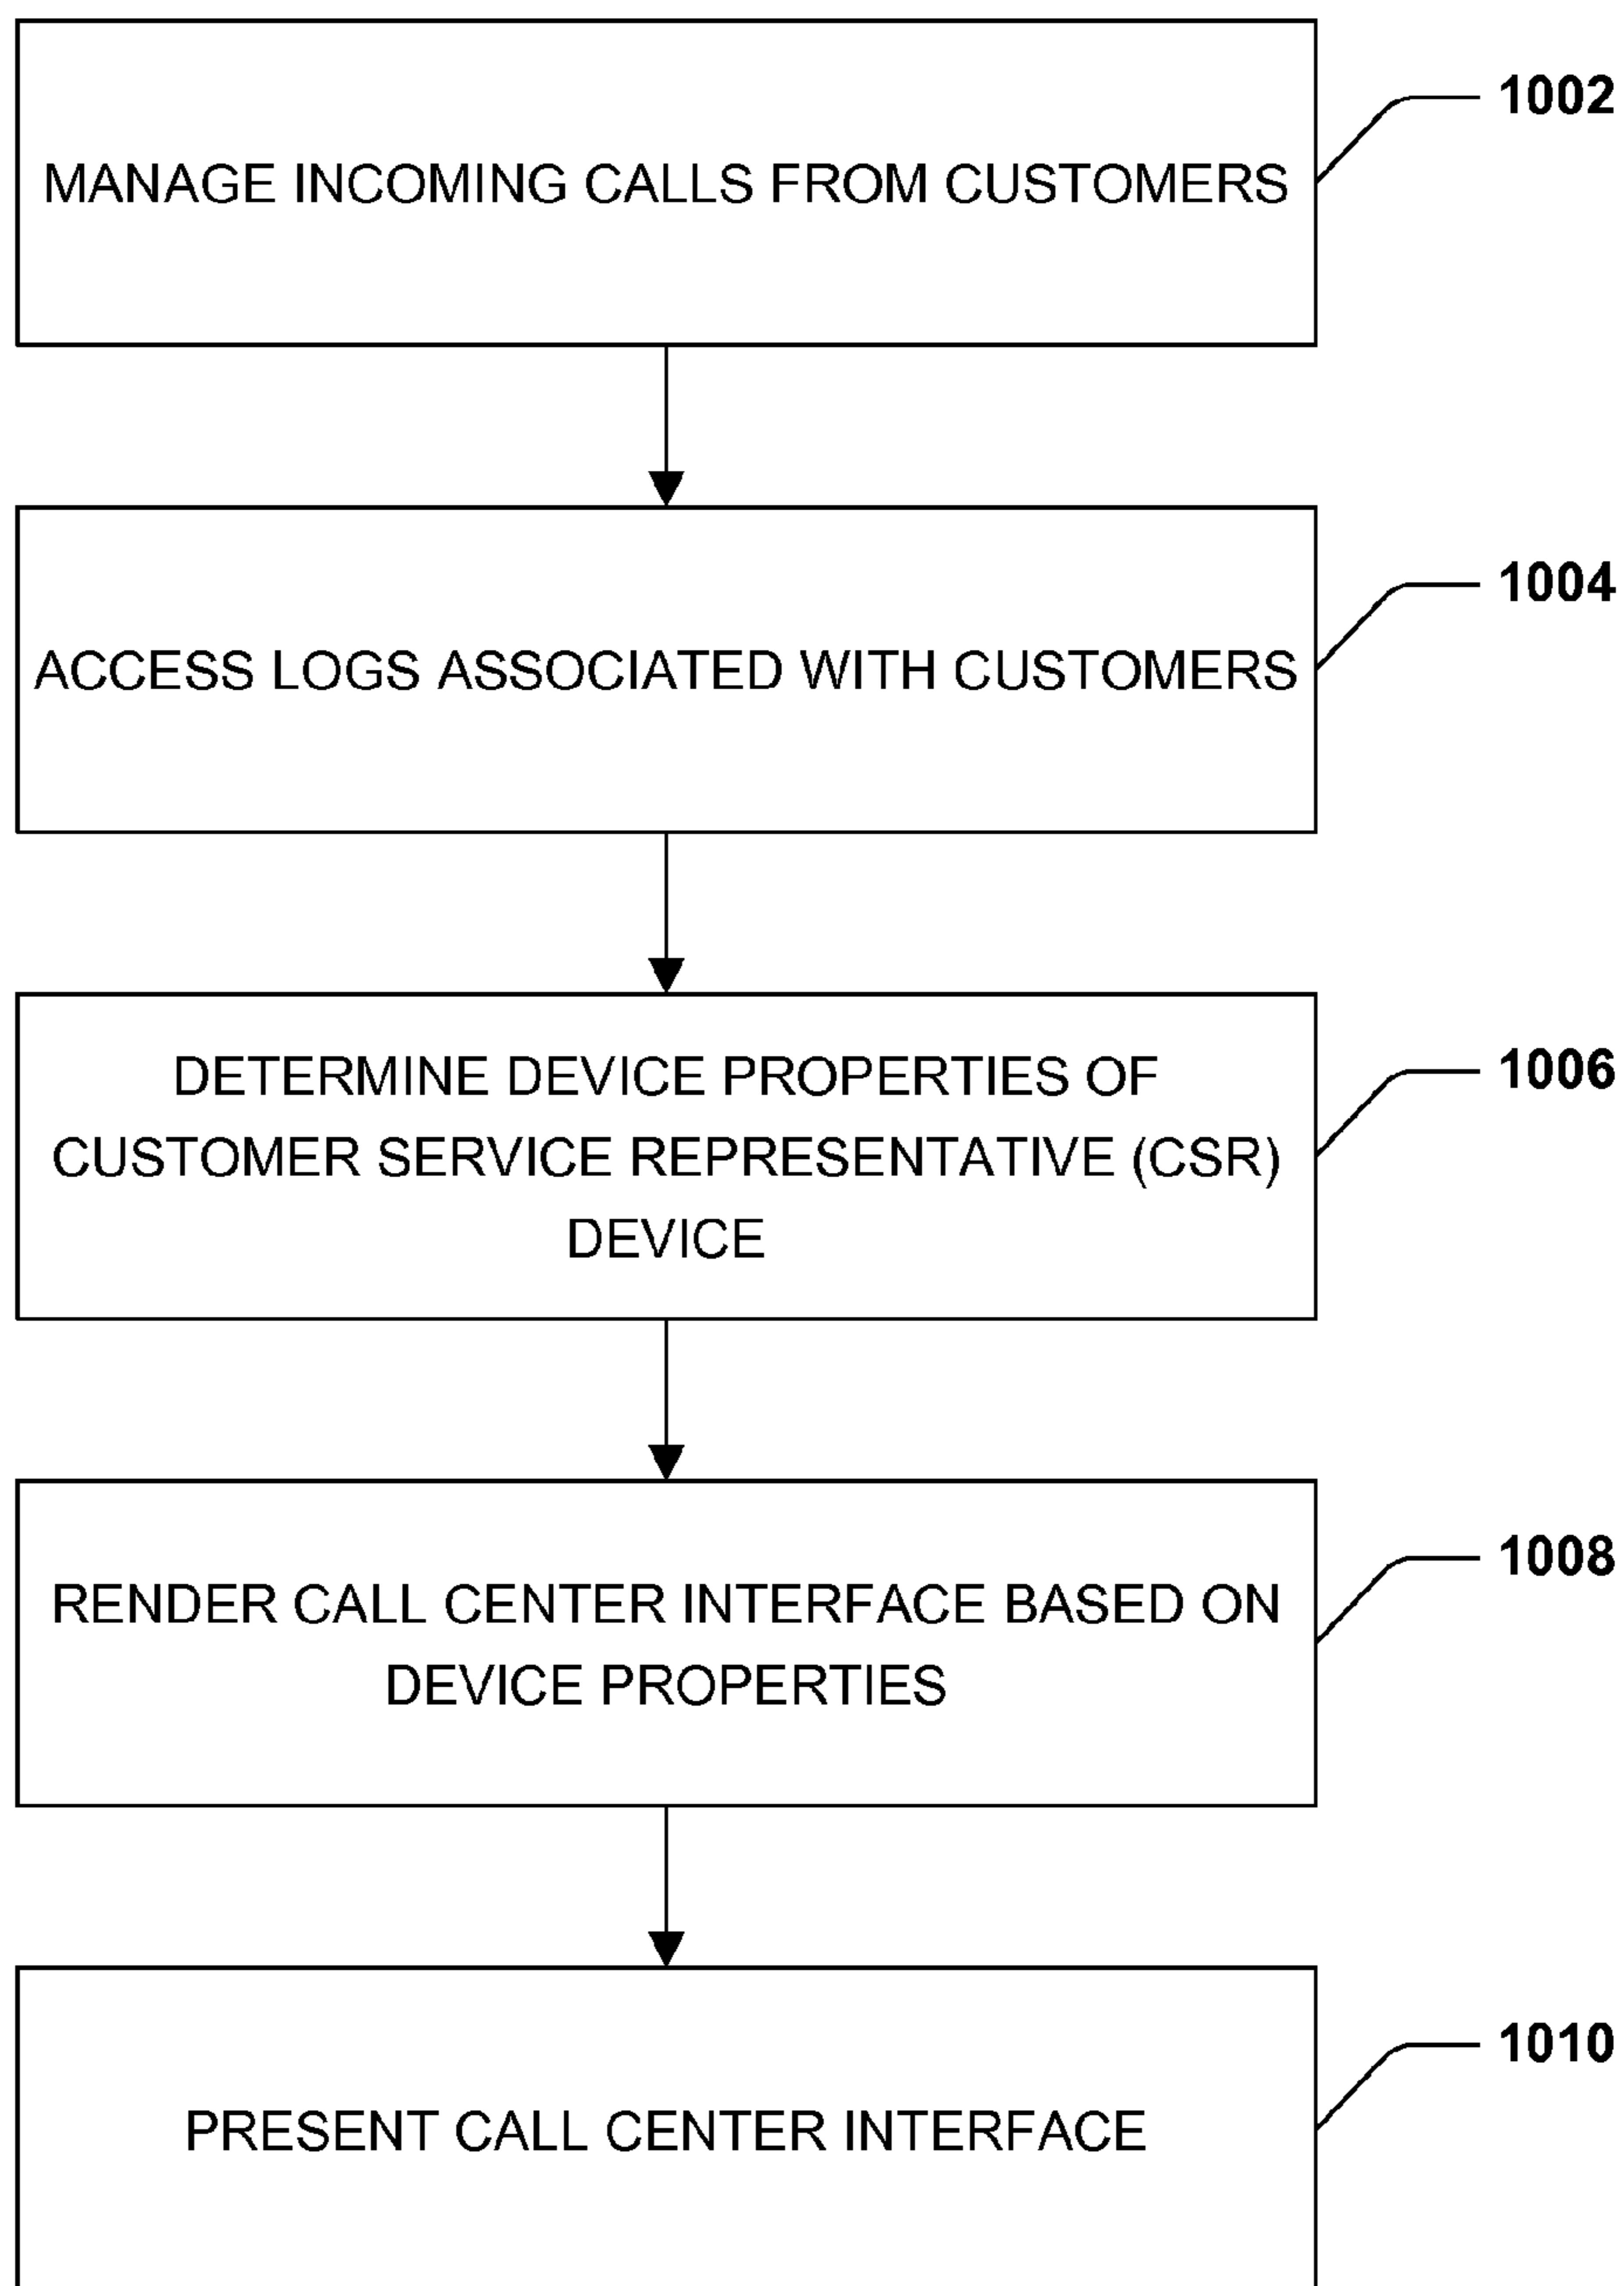 1002
MANAGE INCOMING CALLS FROM CUSTOMERS
1004
ACCESS LOGS ASSOCIATED WITH CUSTOMERS
1006
DETERMINE DEVICE PROPERTIES OF
CUSTOMER SERVICE REPRESENTATIVE (CSR)
DEVICE
1008
RENDER CALL CENTER INTERFACE BASED ON
DEVICE PROPERTIES
1010
PRESENT CALL CENTER INTERFACE